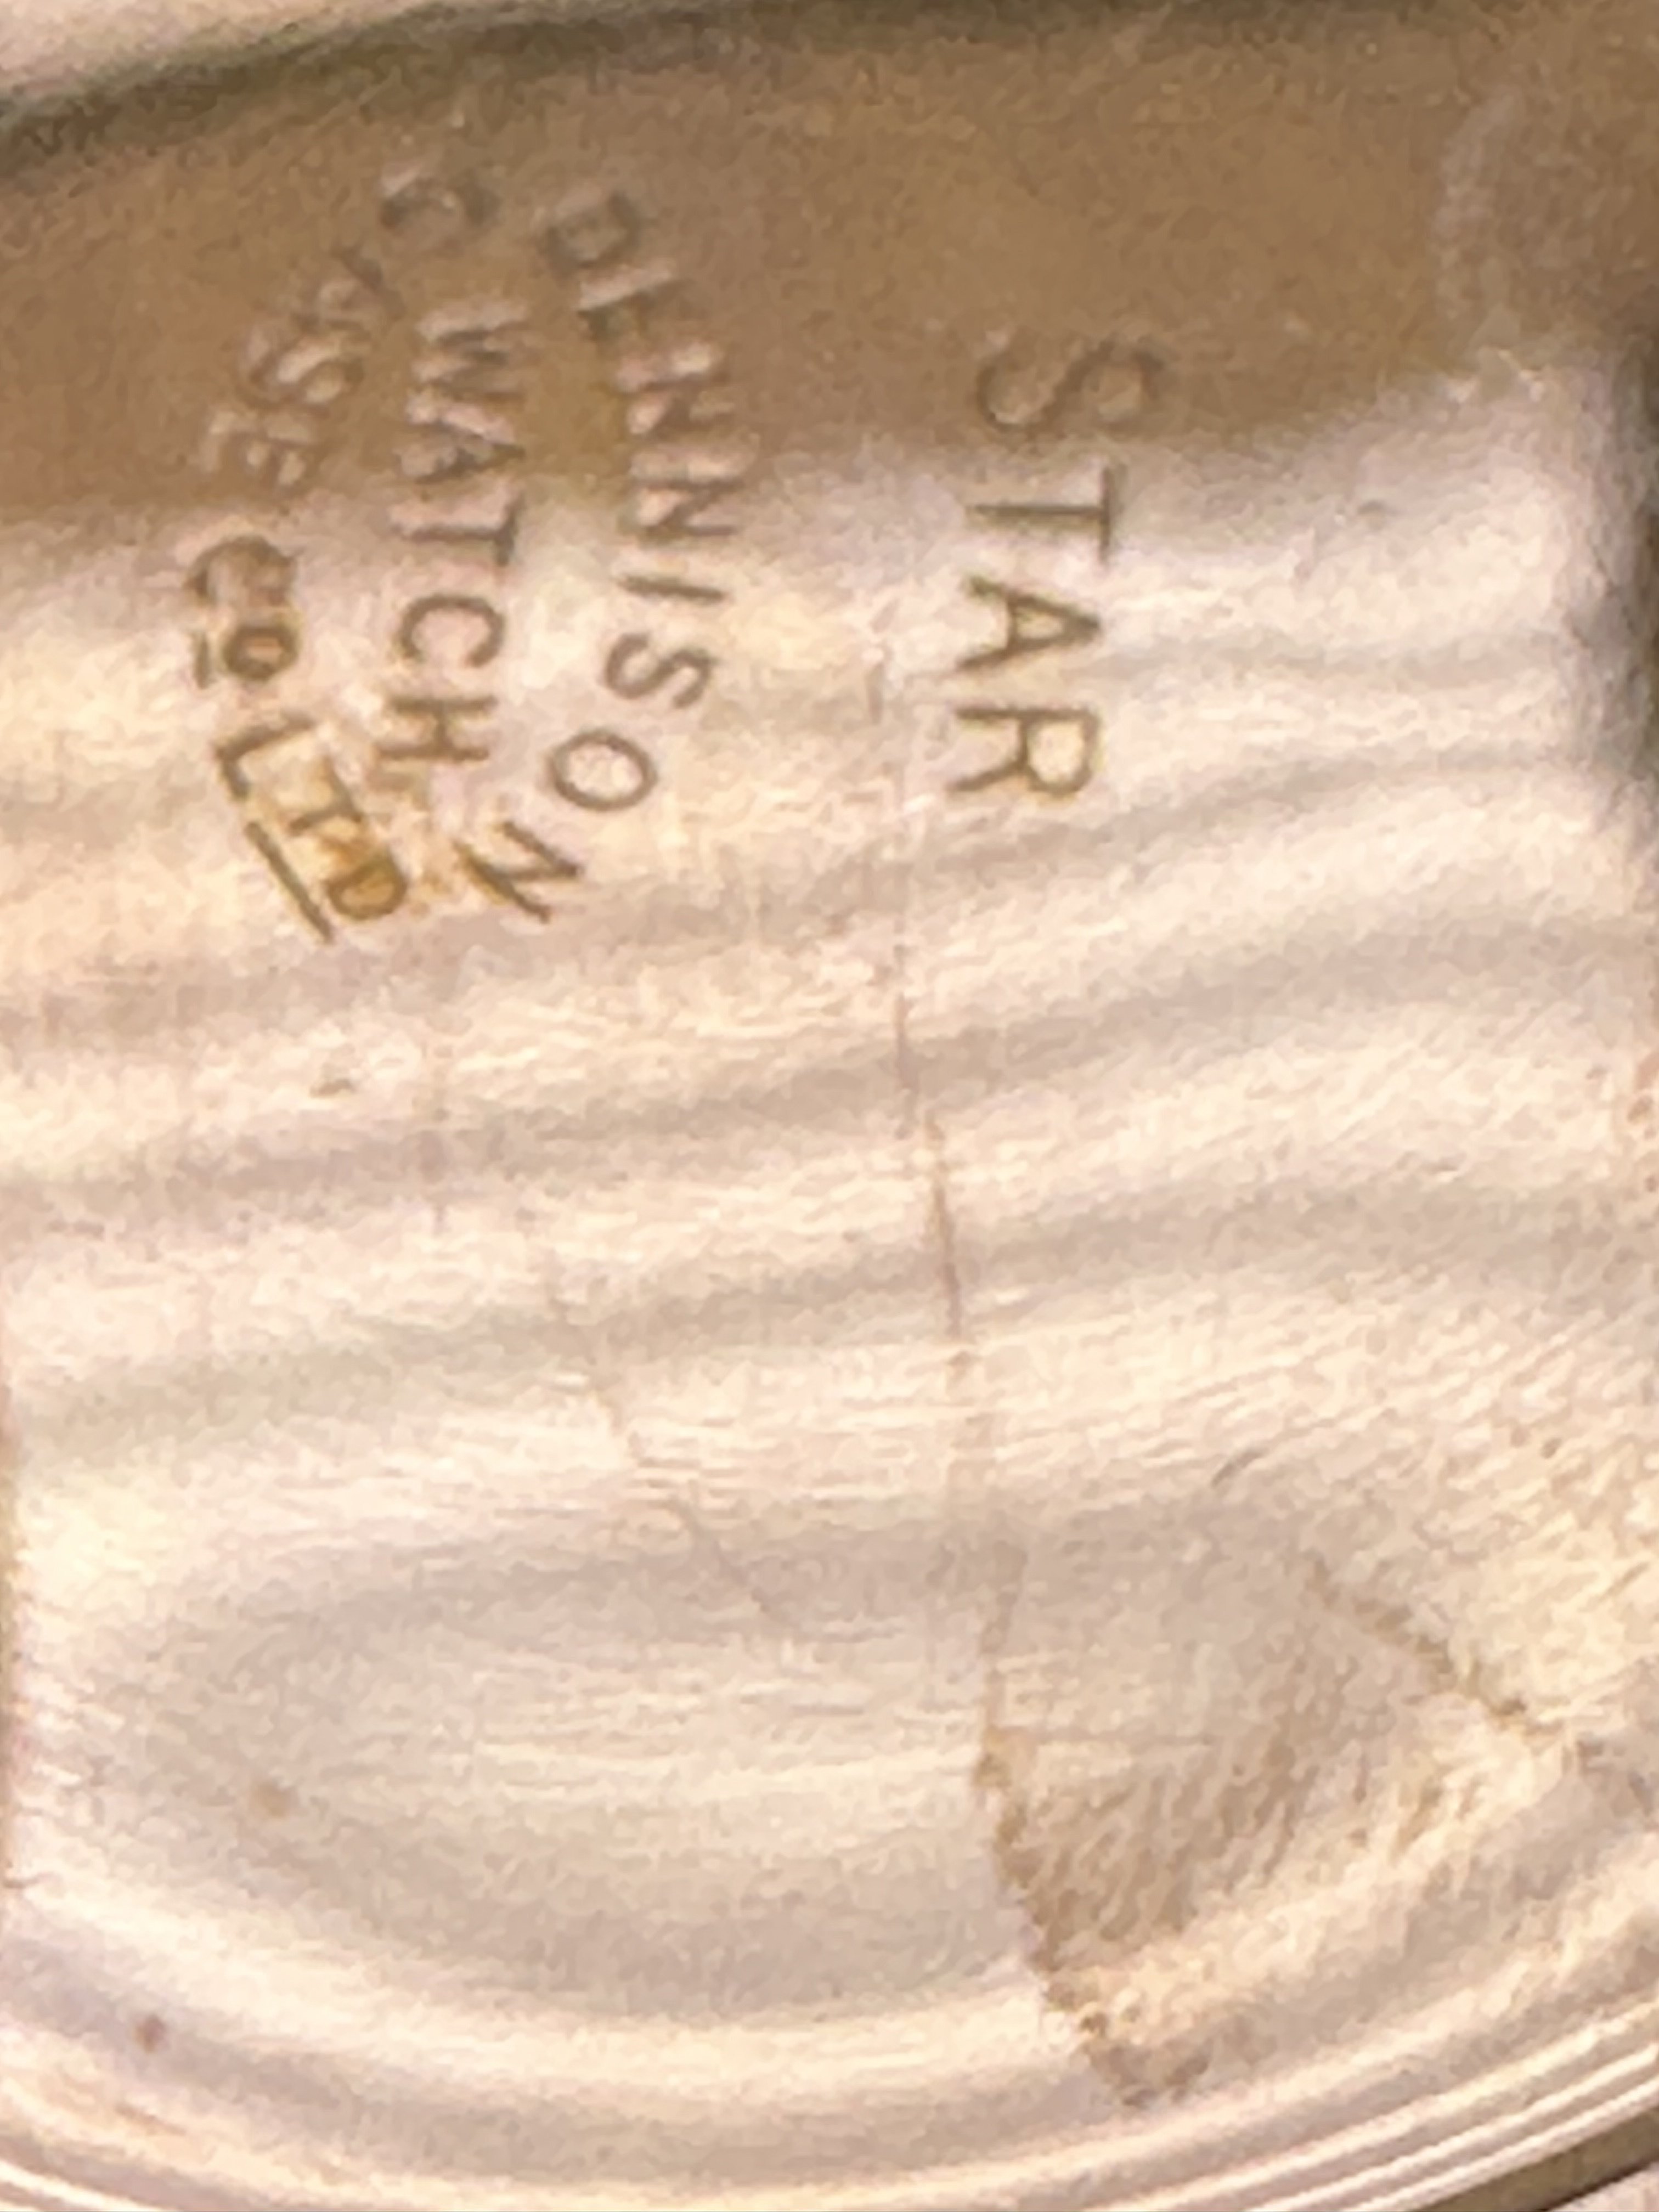 STAR
DENNISON
WATCH
CASE Co LTD